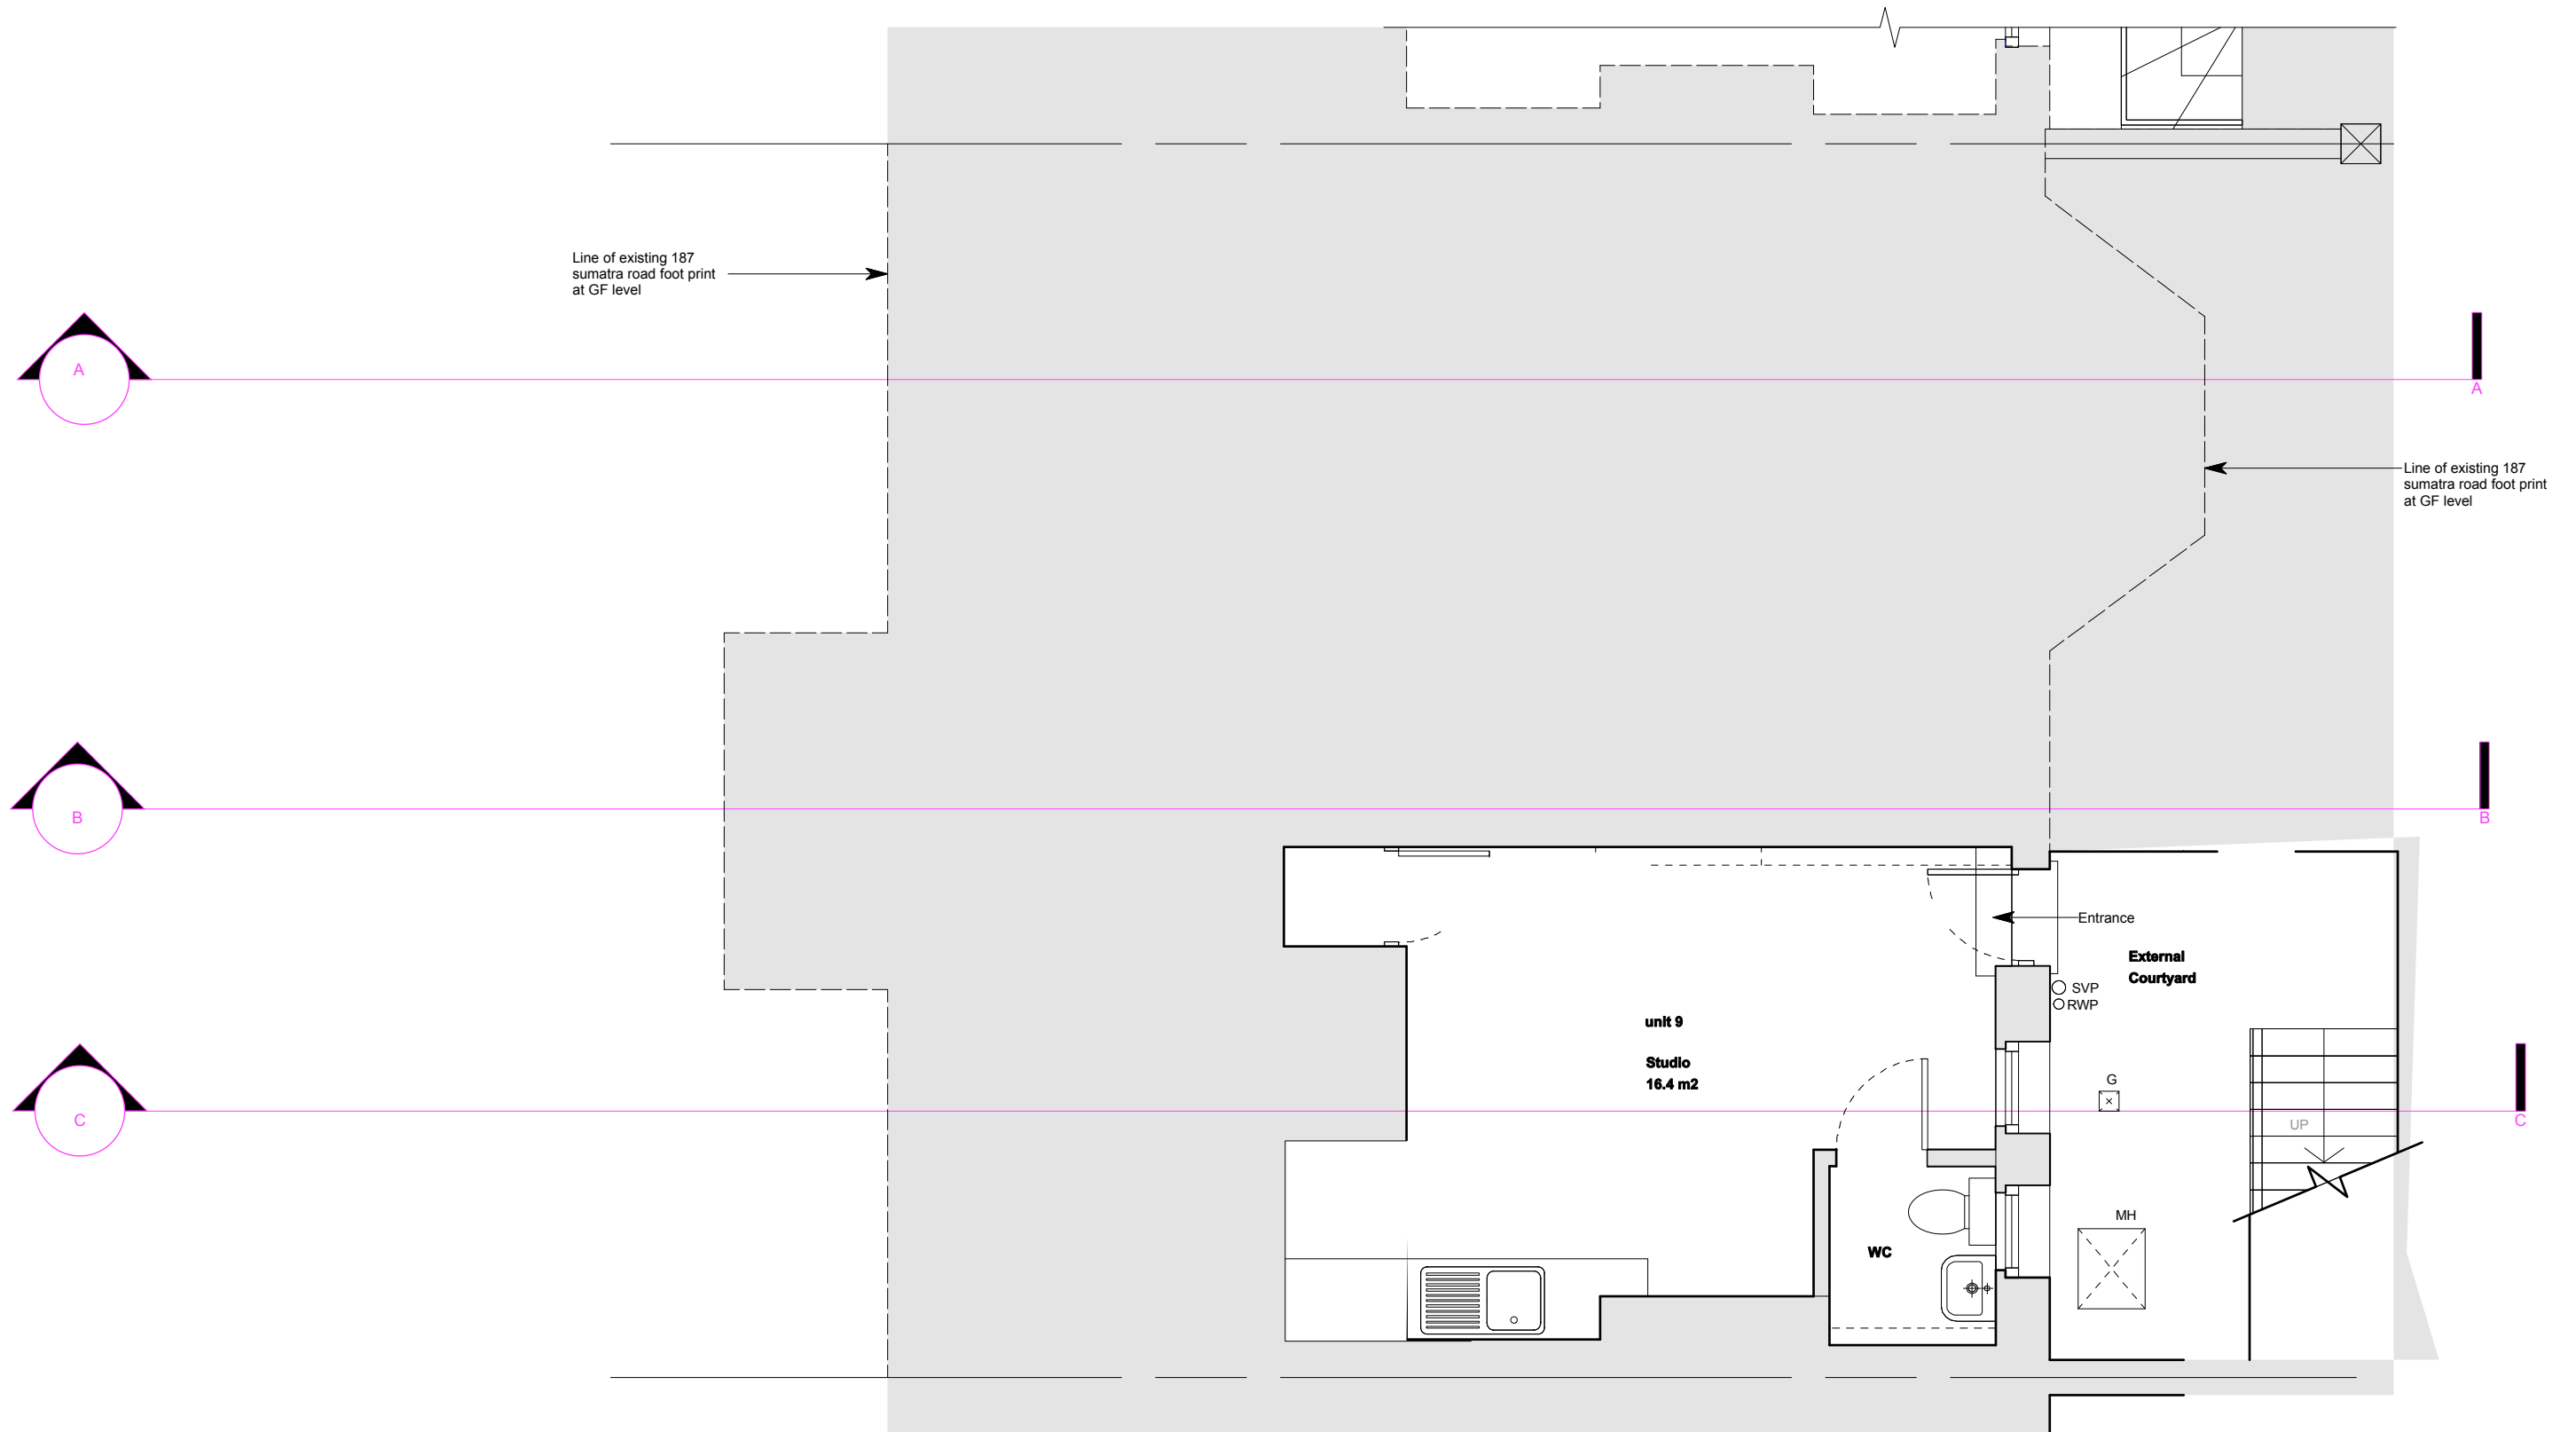 Line of existing 187
sumatra road foot print
at GF level
A
A
Line of existing 187
sumatra road foot print
at GF level
B
B
Entrance
External
Courtyard
SVP
RWP
unit 9
Studio
16.4 m2
G
C
C
UP
MH
WC